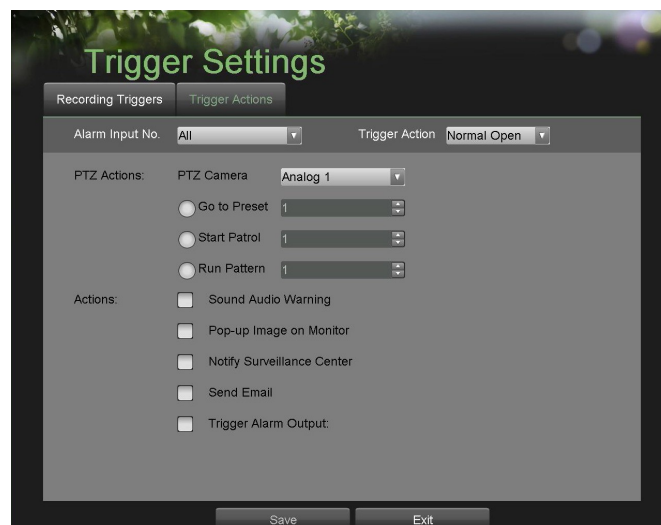 Trigger Settings
Recording Triggers Trigger Actions
Alarm Input No. All Trigger Action Normal Open
PTZ Actions: PTZ Camera Analog 1
Go to Preset 1
Start Patrol 1
Run Pattern 1
Actions: Sound Audio Warning
Pop-up Image on Monitor
Notify Surveillance Center
Send Email
Trigger Alarm Output:
Save Exit